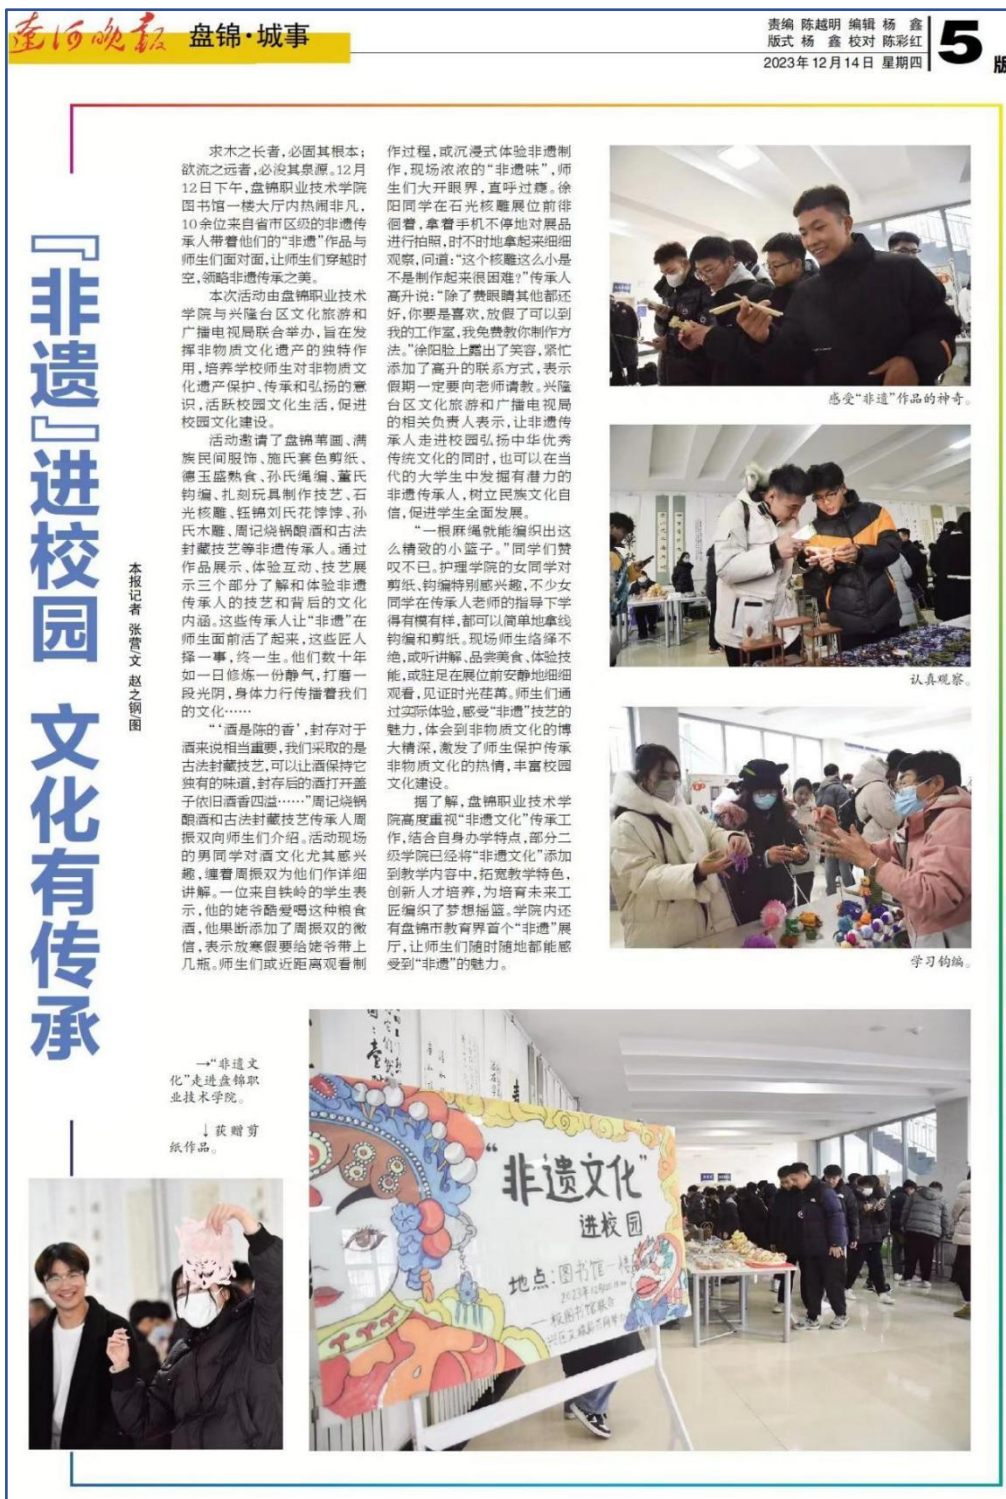 辽河晚报 盘锦·城事
责编 陈越明 编辑 杨 鑫
版式 杨 鑫 校对 陈彩红
2023年12月14日 星期四
5版
『非遗』进校园 文化有传承
本报记者 张营/文 赵之钢/图
求木之长者,必固其根本;
欲流之远者,必浚其泉源。12月
12日下午,盘锦职业技术学院
图书馆一楼大厅内热闹非凡,
10余位来自省市区级的非遗传
承人带着他们的“非遗”作品与
师生们面对面,让师生们穿越时
空,领略非遗传承之美。
本次活动由盘锦职业技术
学院与兴隆台区文化旅游和
广播电视局联合举办,旨在发
挥非物质文化遗产的独特作
用,培养学校师生对非物质文
化遗产保护、传承和弘扬的意
识,活跃校园文化生活,促进
校园文化建设。
活动邀请了盘锦苇画、满
族民间服饰、施氏套色剪纸、
德玉盛熟食、孙氏绳编、董氏
钩编、扎刻玩具制作技艺、石
光核雕、钰锦刘氏花饽饽、孙
氏木雕、周记烧锅酿酒和古法
封藏技艺等非遗传承人。通过
作品展示、体验互动、技艺展
示三个部分了解和体验非遗
传承人的技艺和背后的文化
内涵。这些传承人让“非遗”在
师生面前活了起来,这些匠人
择一事,终一生。他们数十年
如一日修炼一份静气,打磨一
段光阴,身体力行传播着我们
的文化……
“‘酒是陈的香’,封存对于
酒来说相当重要,我们采取的是
古法封藏技艺,可以让酒保持它
独有的味道,封存后的酒打开盖
子依旧酒香四溢……”周记烧锅
酿酒和古法封藏技艺传承人周
振双向师生们介绍。活动现场
的男同学对酒文化尤其感兴
趣,缠着周振双为他们作详细
讲解。一位来自铁岭的学生表
示,他的姥爷酷爱喝这种粮食
酒,他果断添加了周振双的微
信,表示放寒假要给姥爷带上
几瓶。师生们或近距离观看制
作过程,或沉浸式体验非遗制
作,现场浓浓的“非遗味”,师
生们大开眼界,直呼过瘾。徐
阳同学在石光核雕展位前徘
徊着,拿着手机不停地对展品
进行拍照,时不时地拿起来细细
观察,问道:“这个核雕这么小是
不是制作起来很困难?”传承人
高升说:“除了费眼睛其他都还
好,你要是喜欢,放假了可以到
我的工作室,我免费教你制作方
法。”徐阳脸上露出了笑容,紧忙
添加了高升的联系方式,表示
假期一定要向老师请教。兴隆
台区文化旅游和广播电视局
的相关负责人表示,让非遗传
承人走进校园弘扬中华优秀
传统文化的同时,也可以在当
代的大学生中发掘有潜力的
非遗传承人,树立民族文化自
信,促进学生全面发展。
“一根麻绳就能编织出这
么精致的小篮子。”同学们赞
叹不已。护理学院的女同学对
剪纸、钩编特别感兴趣,不少女
同学在传承人老师的指导下学
得有模有样,都可以简单地拿线
钩编和剪纸。现场师生络绎不
绝,或听讲解、品尝美食、体验技
能,或驻足在展位前安静地细细
观看,见证时光荏苒。师生们通
过实际体验,感受“非遗”技艺的
魅力,体会到非物质文化的博
大精深,激发了师生保护传承
非物质文化的热情,丰富校园
文化建设。
据了解,盘锦职业技术学
院高度重视“非遗文化”传承工
作,结合自身办学特点,部分二
级学院已经将“非遗文化”添加
到教学内容中,拓宽教学特色,
创新人才培养,为培育未来工
匠编织了梦想摇篮。学院内还
有盘锦市教育界首个“非遗”展
厅,让师生们随时随地都能感
受到“非遗”的魅力。
感受“非遗”作品的神奇。
认真观察。
学习钩编。
→“非遗文
化”走进盘锦职
业技术学院。
↓获赠剪
纸作品。
“非遗文化”
进校园
地点:图书馆一楼